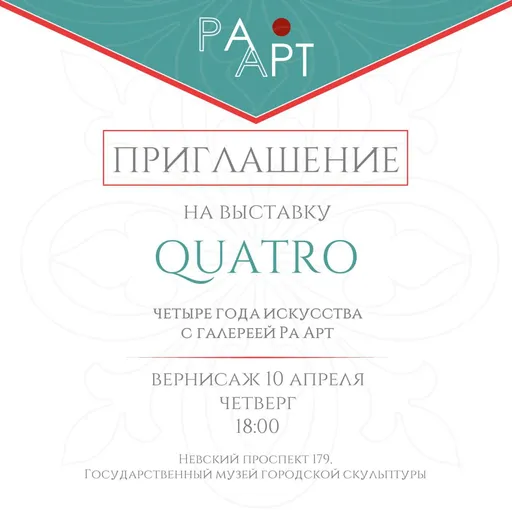 РА
АРТ
ПРИГЛАШЕНИЕ
НА ВЫСТАВКУ
QUATRO
ЧЕТЫРЕ ГОДА ИСКУССТВА
С ГАЛЕРЕЕЙ РА АРТ
ВЕРНИСАЖ 10 АПРЕЛЯ
ЧЕТВЕРГ
18:00
НЕВСКИЙ ПРОСПЕКТ 179,
ГОСУДАРСТВЕННЫЙ МУЗЕЙ ГОРОДСКОЙ СКУЛЬПТУРЫ